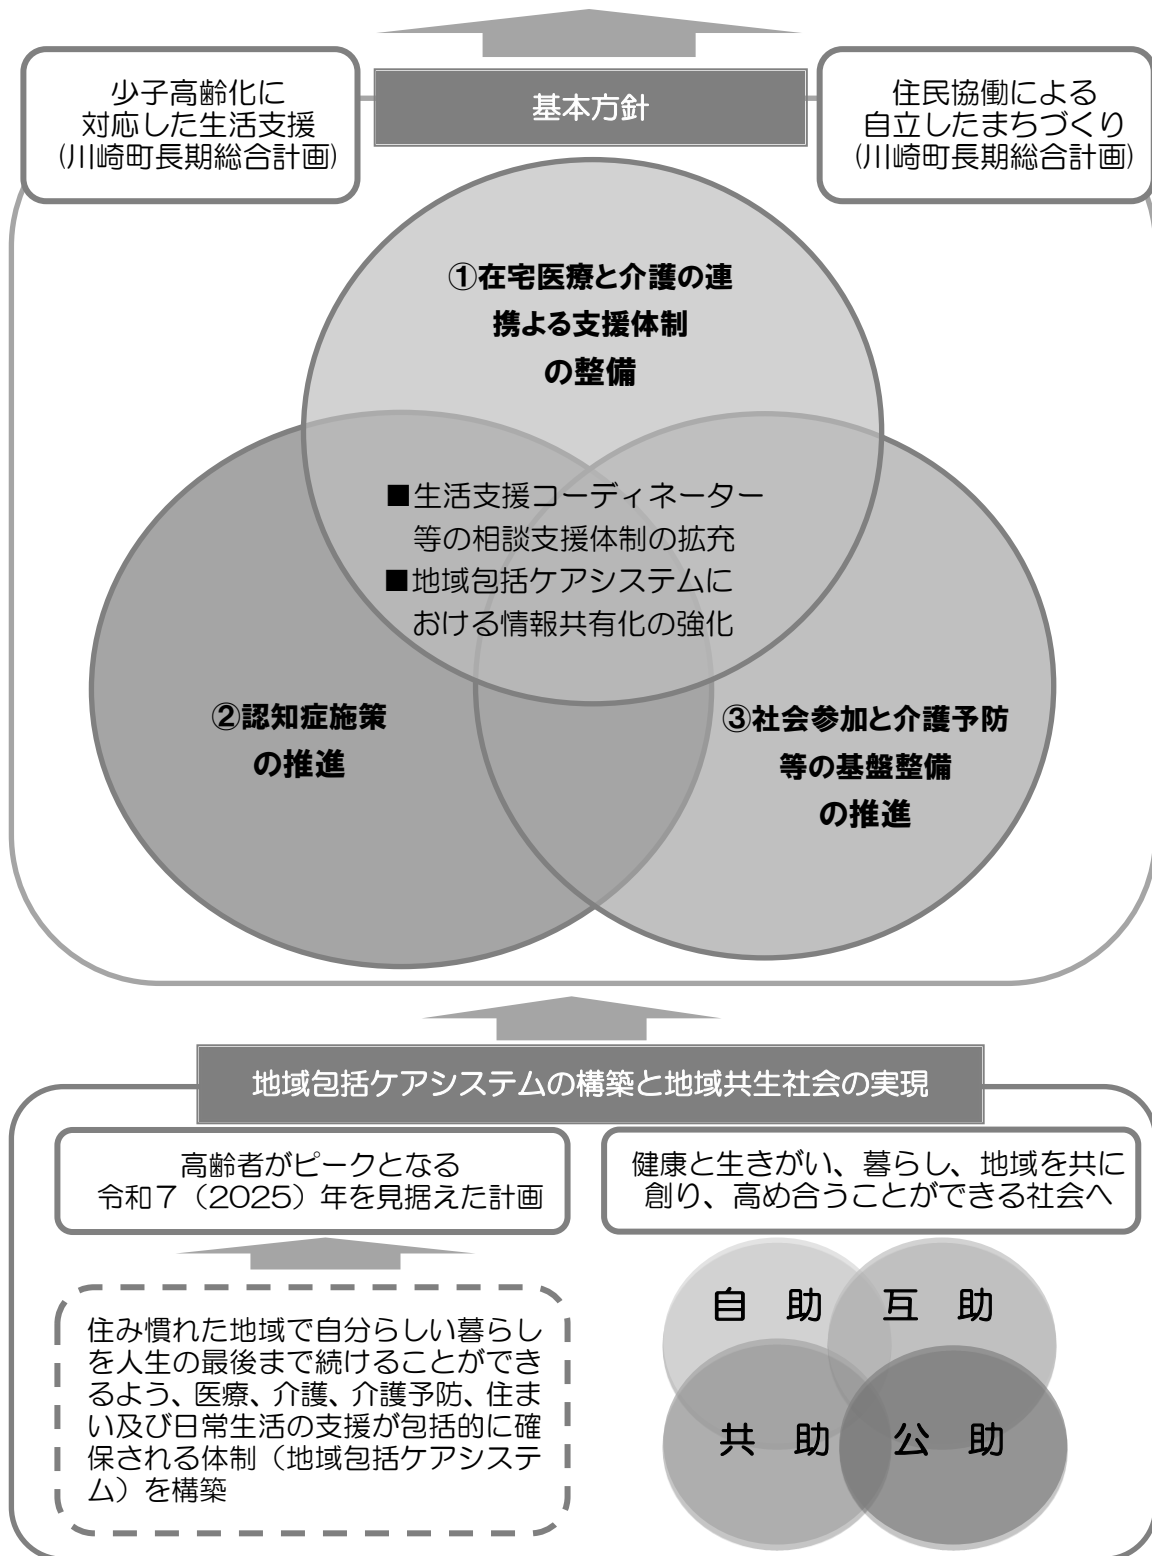 少子高齢化に
対応した生活支援
(川崎町長期総合計画)
基本方針
住民協働による
自立したまちづくり
(川崎町長期総合計画)
①在宅医療と介護の連
携よる支援体制
の整備
■生活支援コーディネーター
等の相談支援体制の拡充
■地域包括ケアシステムに
おける情報共有化の強化
②認知症施策
の推進
③社会参加と介護予防
等の基盤整備
の推進
地域包括ケアシステムの構築と地域共生社会の実現
高齢者がピークとなる
令和7（2025）年を見据えた計画
健康と生きがい、暮らし、地域を共に
創り、高め合うことができる社会へ
住み慣れた地域で自分らしい暮らし
を人生の最後まで続けることができ
るよう、医療、介護、介護予防、住ま
い及び日常生活の支援が包括的に確
保される体制（地域包括ケアシステ
ム）を構築
自　助
互　助
共　助
公　助